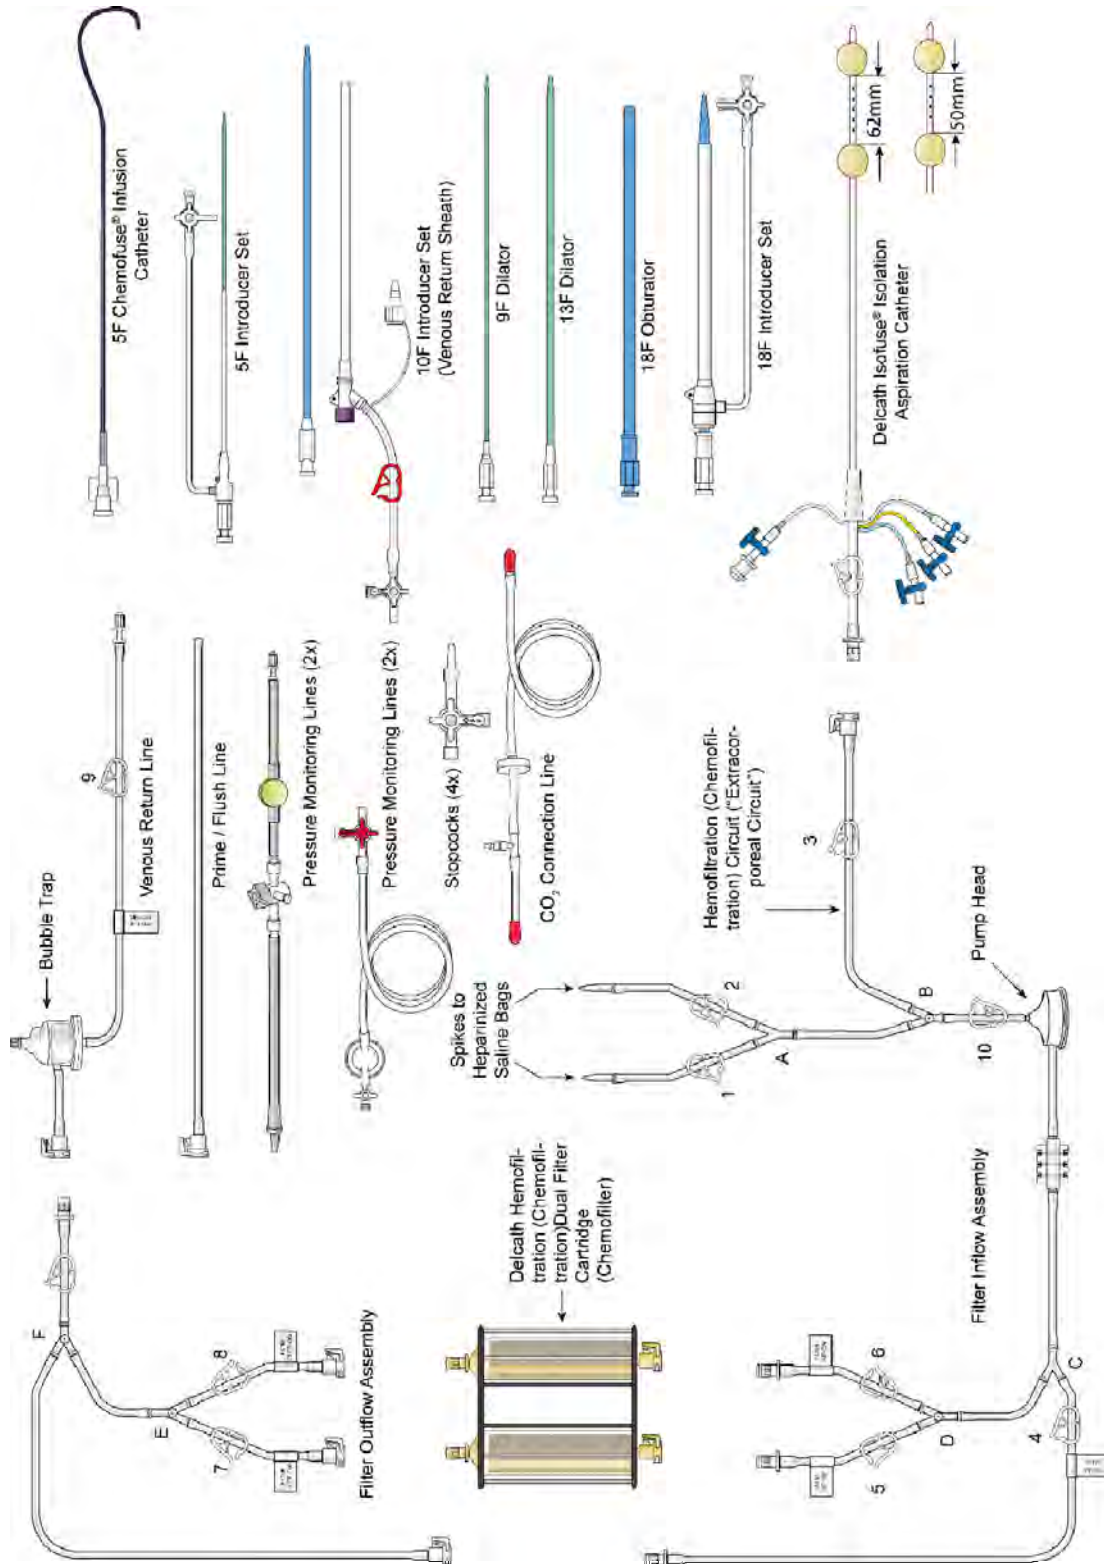 5F Chemofuse® Infusion
Catheter
5F Introducer Set
10F Introducer Set
(Venous Return Sheath)
9F Dilator
13F Dilator
18F Obturator
18F Introducer Set
Delcath Isofuse® Isolation
Aspiration Catheter
62mm
50mm
Bubble Trap
9
Venous Return Line
Prime / Flush Line
Pressure Monitoring Lines (2x)
Pressure Monitoring Lines (2x)
Stopcocks (4x)
CO₂ Connection Line
Spikes to
Heparinized
Saline Bags
1
2
A
Hemofiltration (Chemofil-
tration) Circuit ("Extracor-
poreal Circuit")
3
B
10
Pump Head
F
E
7
8
Filter Outflow Assembly
Delcath Hemofil-
tration (Chemofil-
tration)Dual Filter
Cartridge
(Chemofilter)
Filter Inflow Assembly
5
6
D
C
4